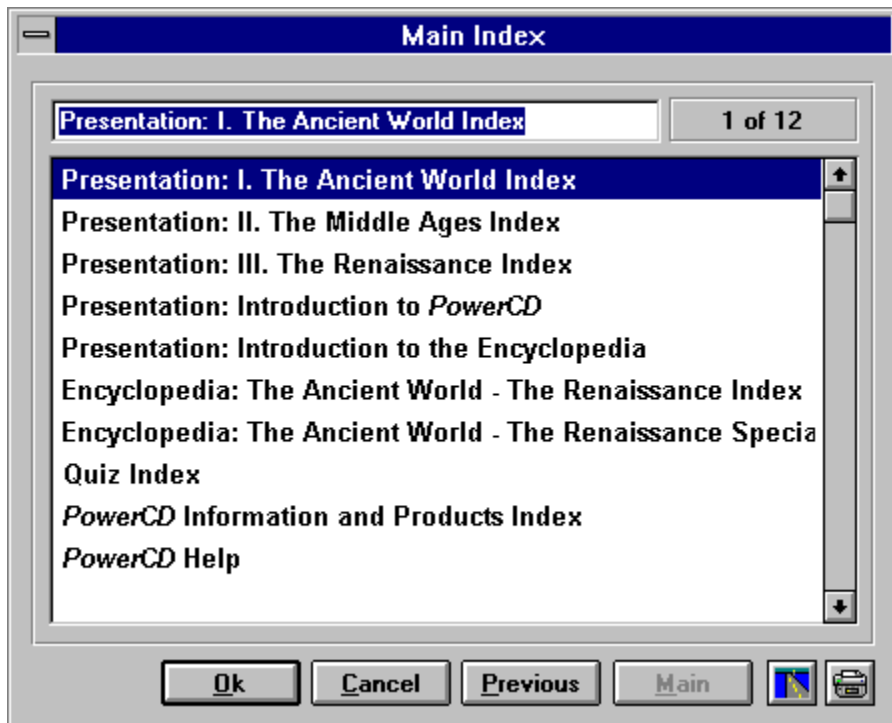 Main Index
Presentation: I. The Ancient World Index
1 of 12
Presentation: I. The Ancient World Index
Presentation: II. The Middle Ages Index
Presentation: III. The Renaissance Index
Presentation: Introduction to PowerCD
Presentation: Introduction to the Encyclopedia
Encyclopedia: The Ancient World - The Renaissance Index
Encyclopedia: The Ancient World - The Renaissance Specia
Quiz Index
PowerCD Information and Products Index
PowerCD Help
Ok
Cancel
Previous
Main